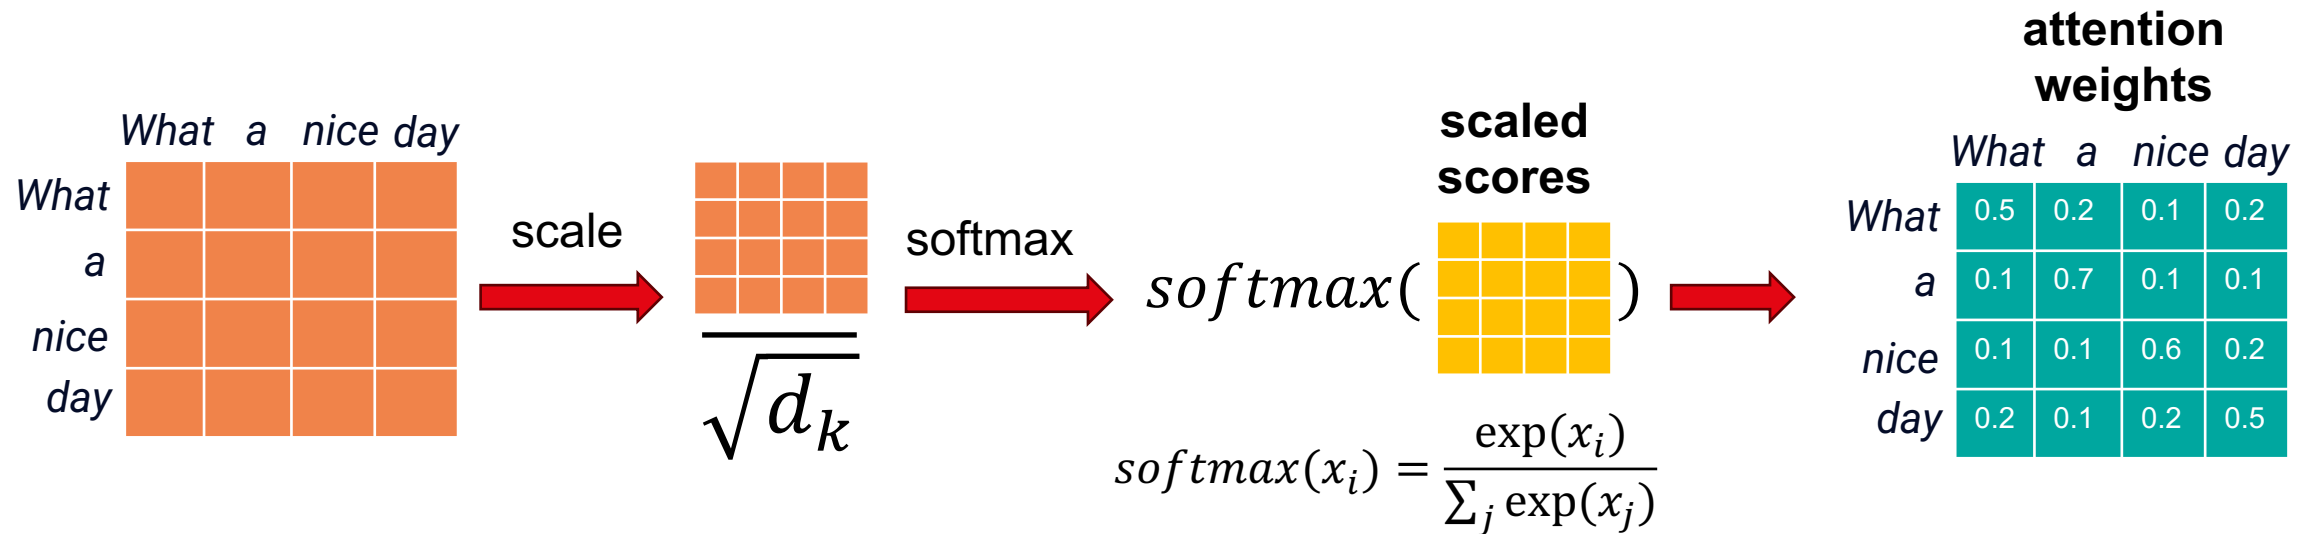 What a nice day
What
a
nice
day
scale
√d_k
softmax
softmax( )
scaled
scores
softmax(x_i) = exp(x_i) / ∑_j exp(x_j)
attention
weights
What a nice day
What 0.5 0.2 0.1 0.2
a 0.1 0.7 0.1 0.1
nice 0.1 0.1 0.6 0.2
day 0.2 0.1 0.2 0.5